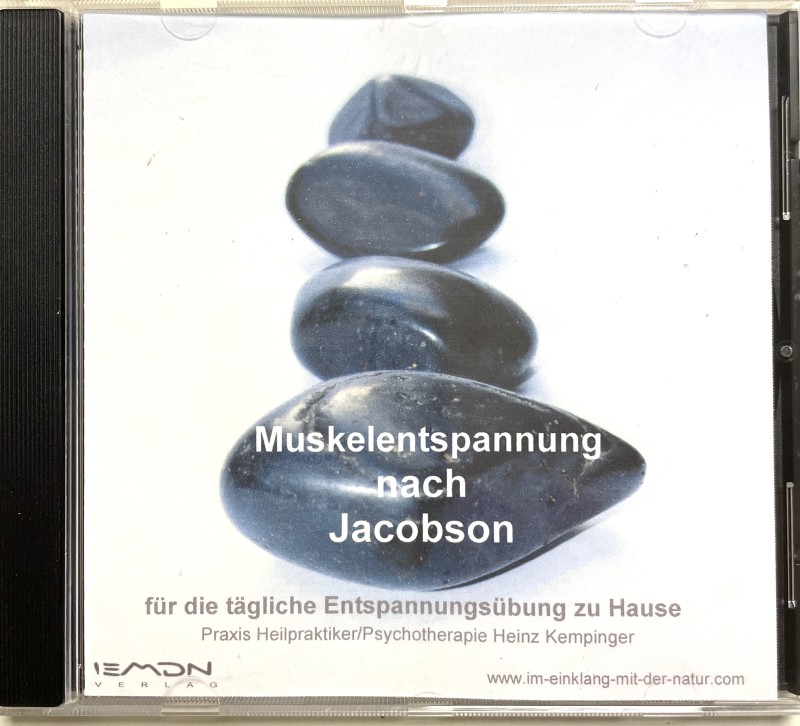 Muskelentspannung
nach
Jacobson
für die tägliche Entspannungsübung zu Hause
Praxis Heilpraktiker/Psychotherapie Heinz Kempinger
IEMDN
VERLAG
www.im-einklang-mit-der-natur.com